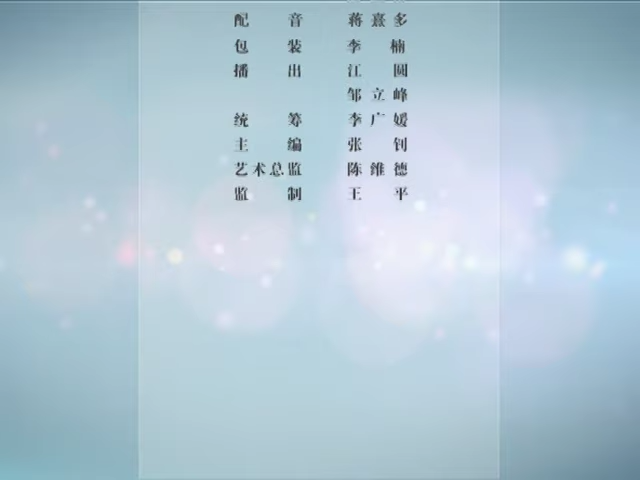 配音 蒋熹多
包装 李楠
播出 江圆
邹立峰
统筹 李广媛
主编 张钊
艺术总监 陈维德
监制 王平